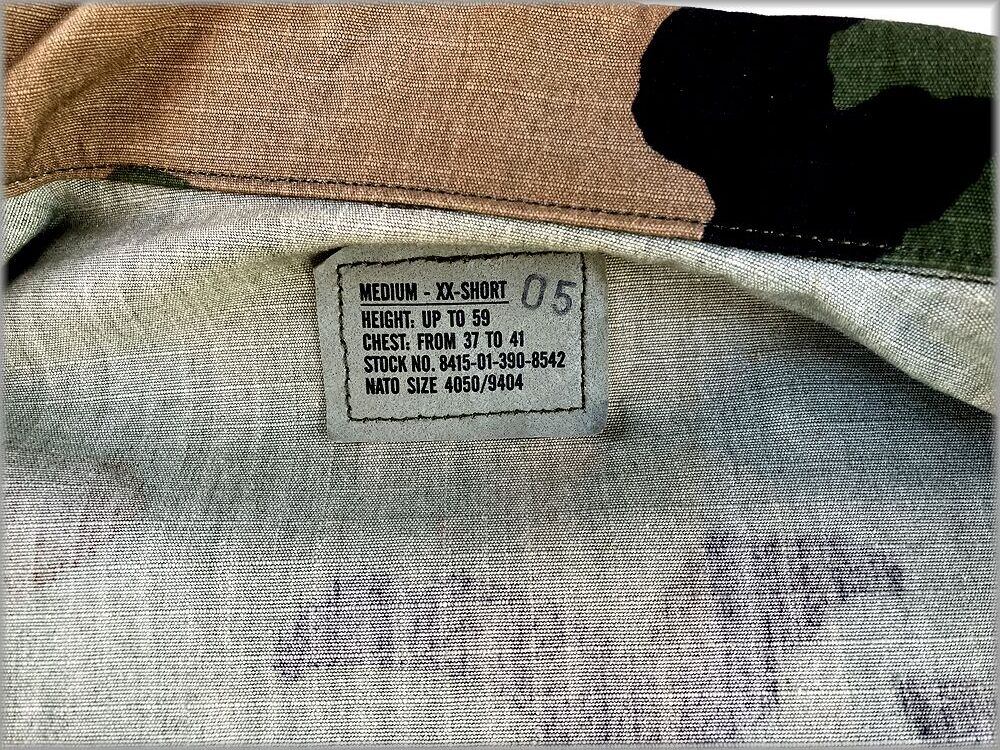 MEDIUM - XX-SHORT 05
HEIGHT: UP TO 59
CHEST: FROM 37 TO 41
STOCK NO. 8415-01-390-8542
NATO SIZE 4050/9404